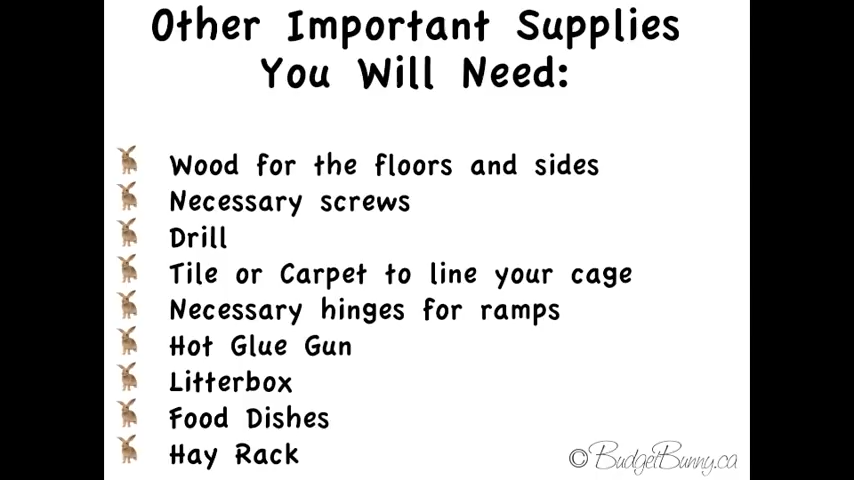 Other Important Supplies
You Will Need:
Wood for the floors and sides
Necessary screws
Drill
Tile or Carpet to line your cage
Necessary hinges for ramps
Hot Glue Gun
Litterbox
Food Dishes
Hay Rack
©BudgetBunny.ca